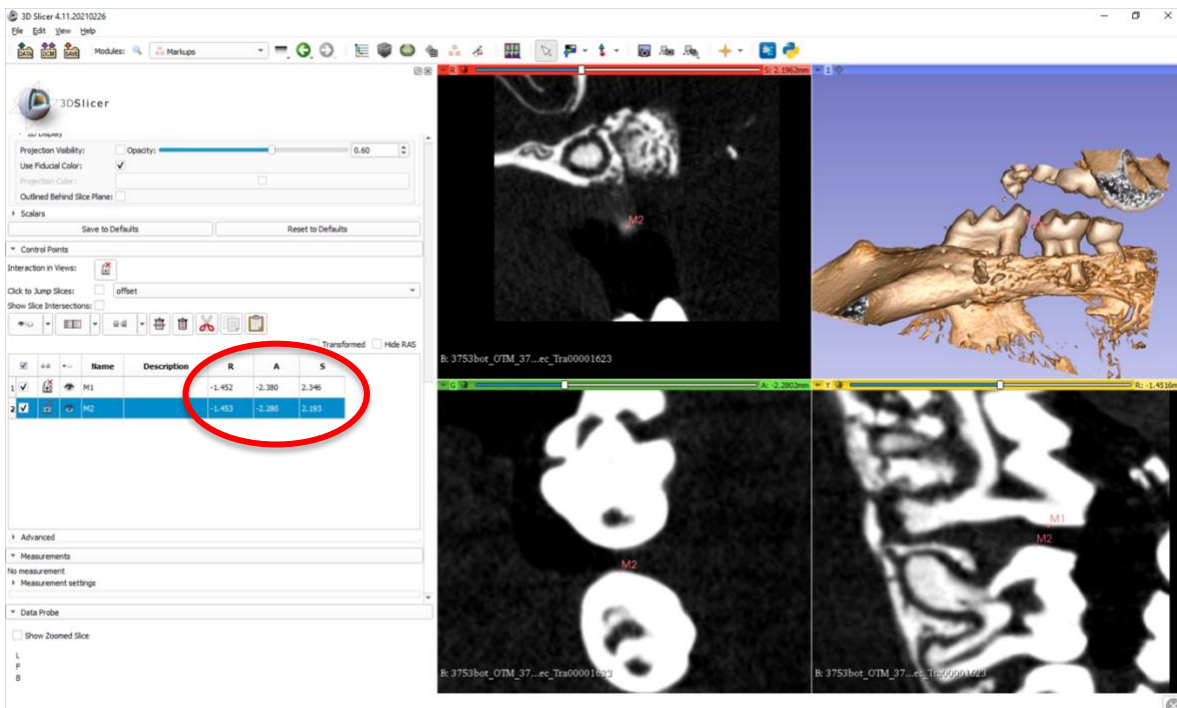 3D Slicer 4.11.20210226
File Edit View Help
DATA DCM SAVE Modules: Markups
3DSlicer
Projection Visibility: Opacity: 0.60
Use Fiducial Color:
Projection Color:
Outlined Behind Slice Plane:
Scalars
Save to Defaults Reset to Defaults
Control Points
Interaction in Views:
Click to Jump Slices: offset
Show Slice Intersections:
Transformed Hide RAS
Name Description R A S
1 M1 -1.452 -2.380 2.346
2 M2 -1.453 -2.280 2.193
Advanced
Measurements
No measurement
Measurement settings
Data Probe
Show Zoomed Slice
L
F
B
R S: 2.1963mm
M2
B: 3753bot_OTM_37...ec_Tra00001623
1
G A: -2.2802mm
M2
B: 3753bot_OTM_37...ec_Tra00001623
Y R: -1.4516mm
M1
M2
B: 3753bot_OTM_37...ec_Tra00001623